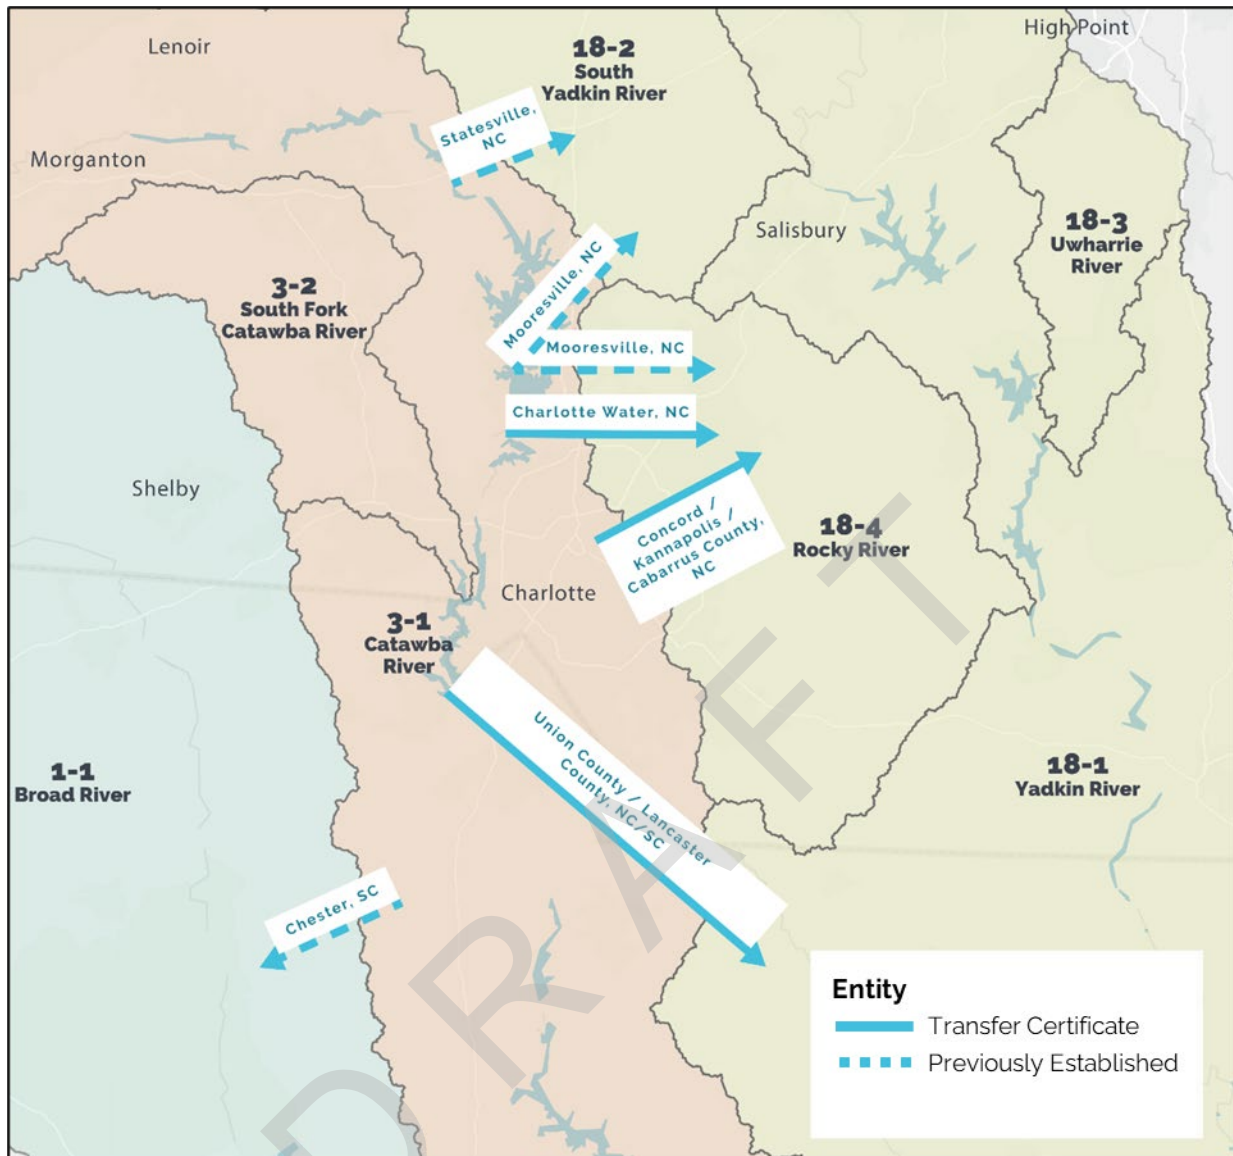 Lenoir
18-2
South
Yadkin River
High Point
Statesville,
NC
Morganton
Salisbury
18-3
Uwharrie
River
Mooresville, NC
3-2
South Fork
Catawba River
Mooresville, NC
Charlotte Water, NC
Shelby
Concord /
Kannapolis /
Cabarrus County,
NC
18-4
Rocky River
Charlotte
3-1
Catawba
River
Union County / Lancaster
County, NC/SC
1-1
Broad River
18-1
Yadkin River
Chester, SC
Entity
Transfer Certificate
Previously Established
DRAFT